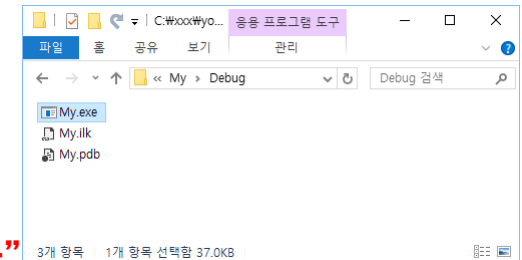 C:₩xxx₩yo... 응용 프로그램 도구
파일 홈 공유 보기 관리
« My › Debug Debug 검색
My.exe
My.ilk
My.pdb
.”
3개 항목 1개 항목 선택함 37.0KB